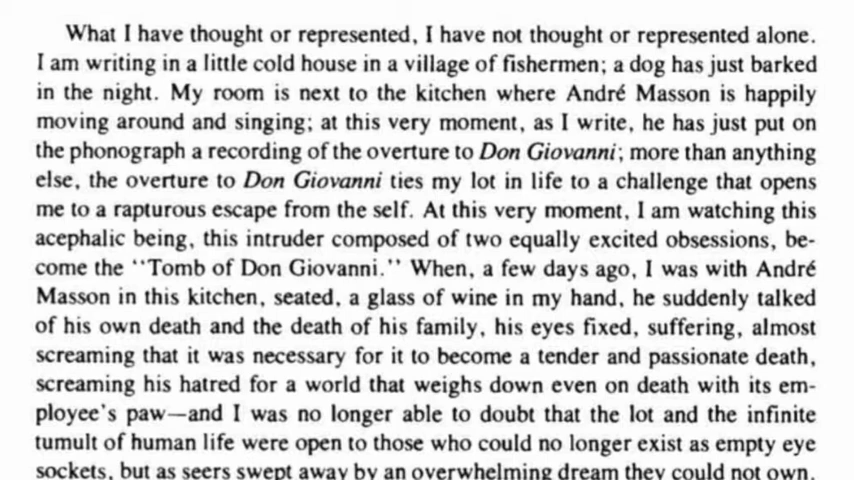 What I have thought or represented, I have not thought or represented alone.
I am writing in a little cold house in a village of fishermen; a dog has just barked
in the night. My room is next to the kitchen where André Masson is happily
moving around and singing; at this very moment, as I write, he has just put on
the phonograph a recording of the overture to Don Giovanni; more than anything
else, the overture to Don Giovanni ties my lot in life to a challenge that opens
me to a rapturous escape from the self. At this very moment, I am watching this
acephalic being, this intruder composed of two equally excited obsessions, be-
come the "Tomb of Don Giovanni." When, a few days ago, I was with André
Masson in this kitchen, seated, a glass of wine in my hand, he suddenly talked
of his own death and the death of his family, his eyes fixed, suffering, almost
screaming that it was necessary for it to become a tender and passionate death,
screaming his hatred for a world that weighs down even on death with its em-
ployee's paw—and I was no longer able to doubt that the lot and the infinite
tumult of human life were open to those who could no longer exist as empty eye
sockets, but as seers swept away by an overwhelming dream they could not own.